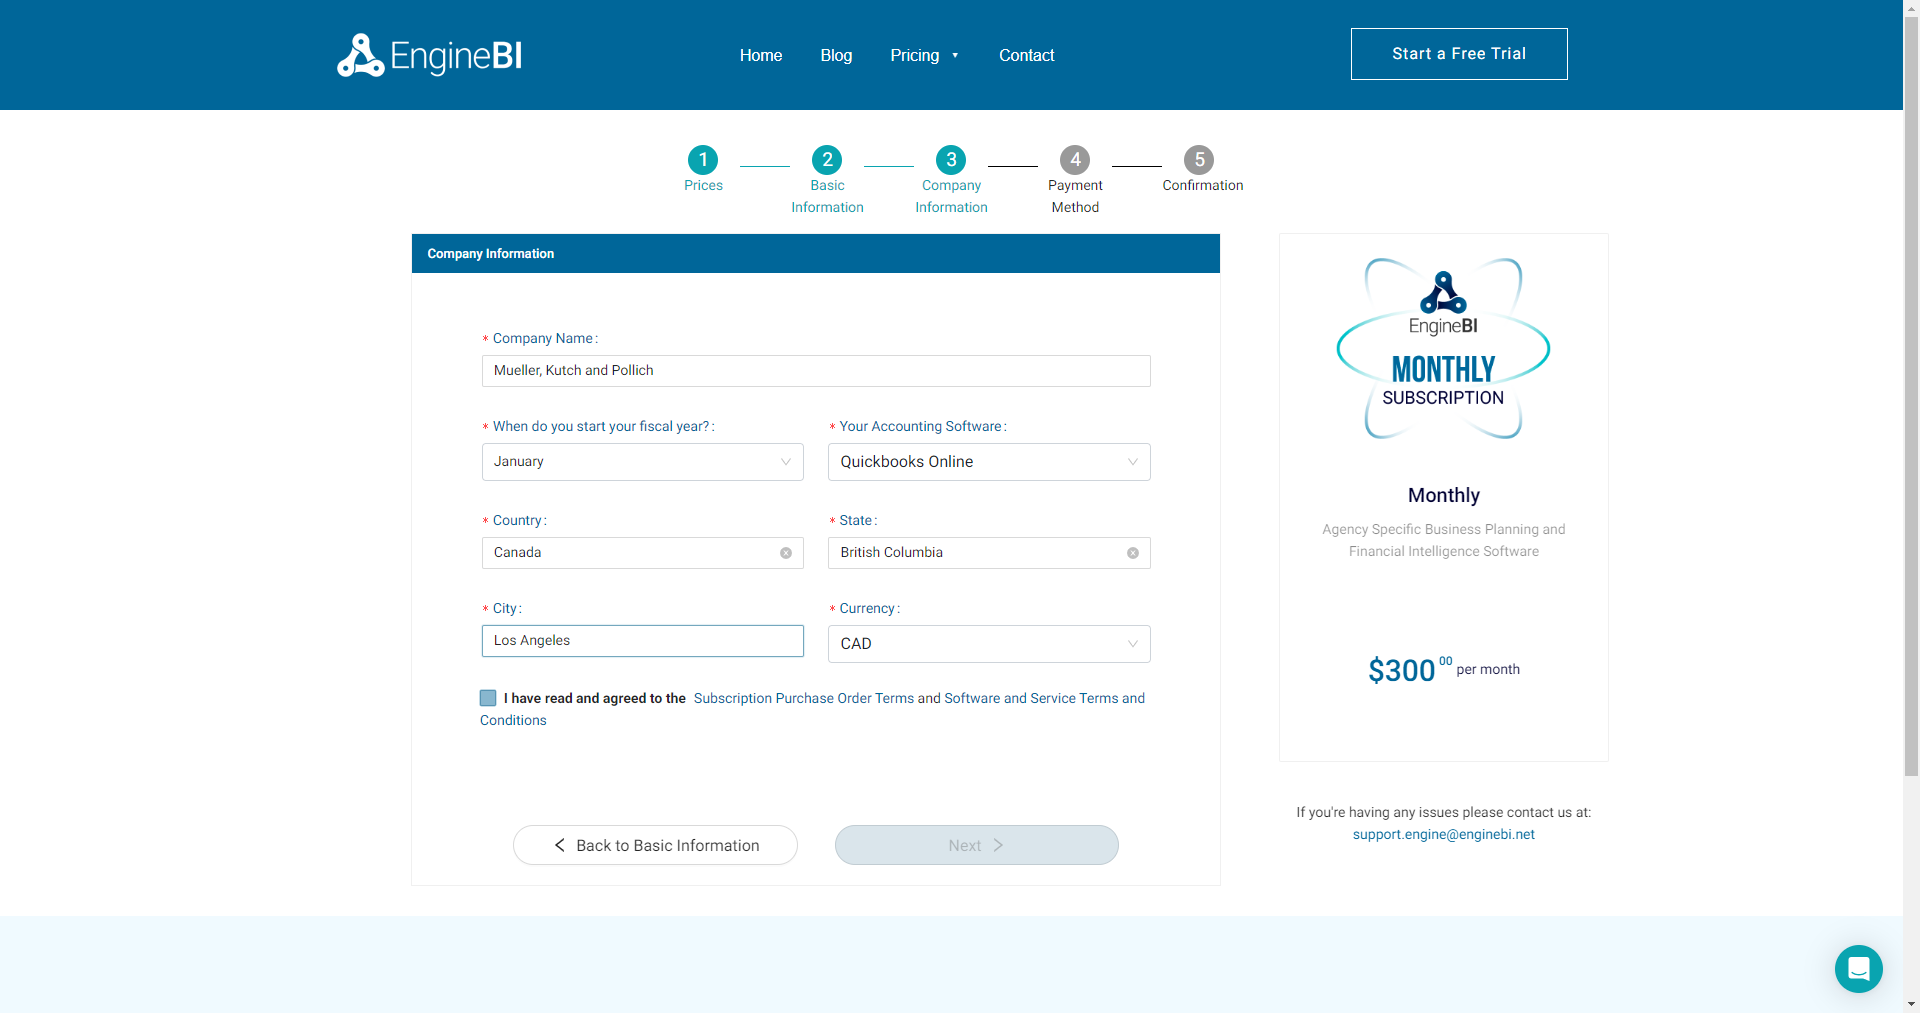 EngineBI
Home
Blog
Pricing
Contact
Start a Free Trial
1
Prices
2
Basic
Information
3
Company
Information
4
Payment
Method
5
Confirmation
Company Information
* Company Name :
Mueller, Kutch and Pollich
* When do you start your fiscal year? :
January
* Your Accounting Software :
Quickbooks Online
* Country :
Canada
* State :
British Columbia
* City :
Los Angeles
* Currency :
CAD
I have read and agreed to the Subscription Purchase Order Terms and Software and Service Terms and
Conditions
Back to Basic Information
Next
EngineBI
MONTHLY
SUBSCRIPTION
Monthly
Agency Specific Business Planning and
Financial Intelligence Software
$300 00 per month
If you're having any issues please contact us at:
support.engine@enginebi.net